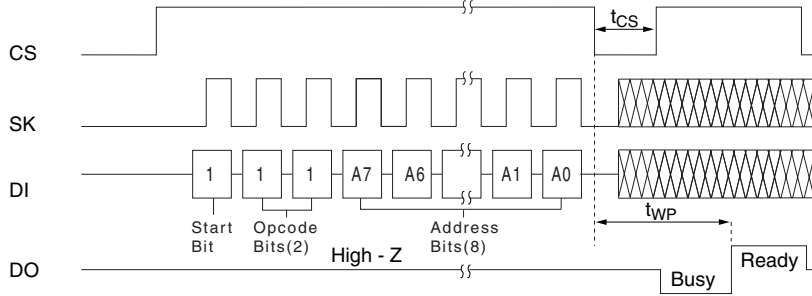 tCS
CS
SK
DI
1 1 1 A7 A6 A1 A0
Start Bit
Opcode Bits(2)
Address Bits(8)
tWP
High - Z
DO
Busy
Ready